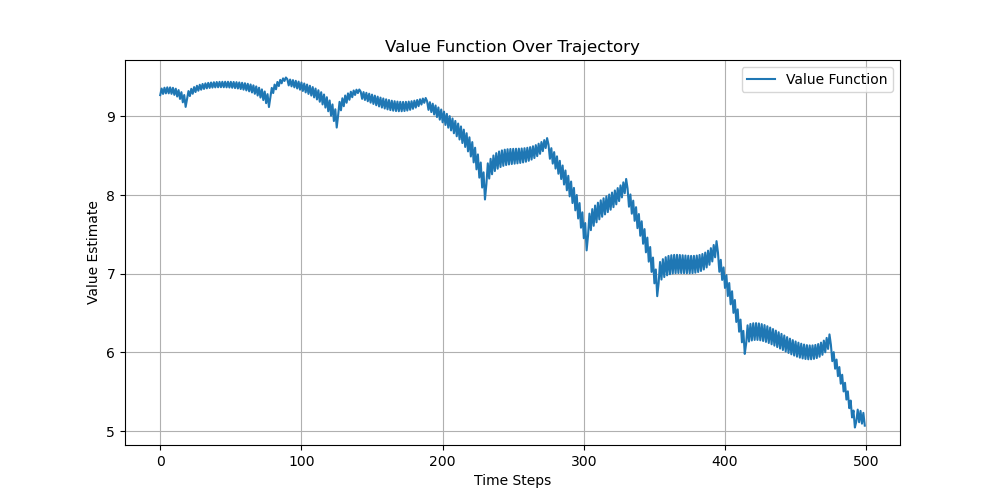 Value Function Over Trajectory
Value Function
Value Estimate
9
8
7
6
5
0 100 200 300 400 500
Time Steps